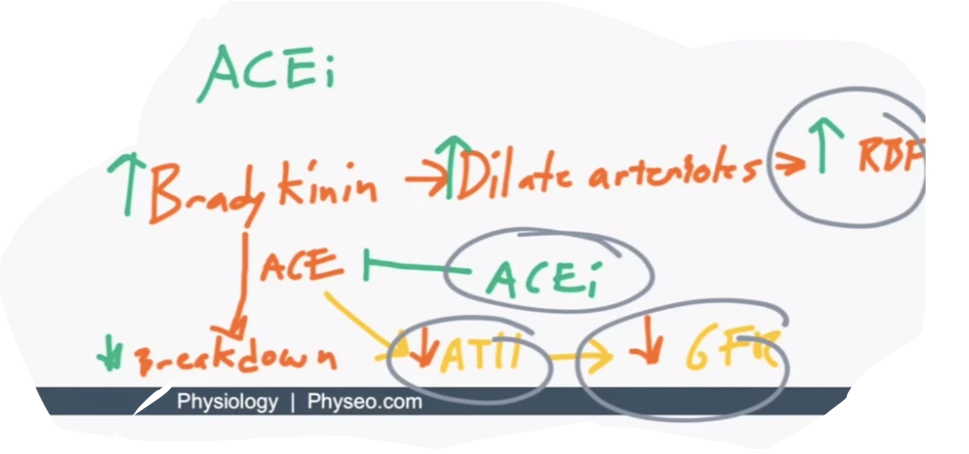 ACEi
↑ Bradykinin → ↑ Dilate arterioles → ↑ RBF
ACE ⊢ ACEi
↓ Breakdown ↓ ATII → ↓ GFR
Physiology | Physeo.com